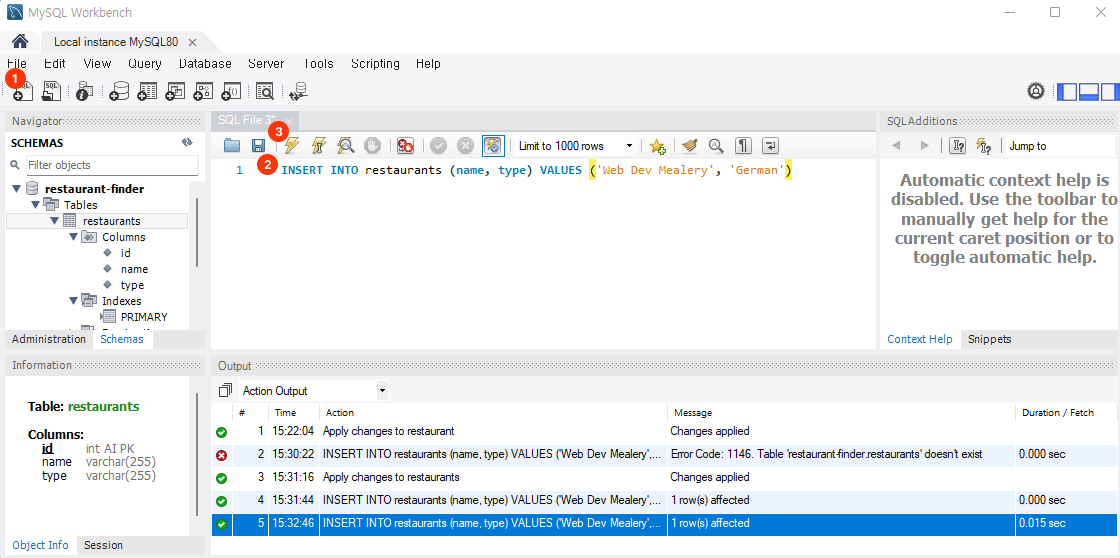 MySQL Workbench
Local instance MySQL80
File Edit View Query Database Server Tools Scripting Help
1
Navigator
SCHEMAS
Filter objects
restaurant-finder
Tables
restaurants
Columns
id
name
type
Indexes
PRIMARY
Administration Schemas
SQL File 3*
3
Limit to 1000 rows
2
1 INSERT INTO restaurants (name, type) VALUES ('Web Dev Mealery', 'German')
SQLAdditions
Jump to
Automatic context help is
disabled. Use the toolbar to
manually get help for the
current caret position or to
toggle automatic help.
Context Help Snippets
Information
Table: restaurants
Columns:
id int AI PK
name varchar(255)
type varchar(255)
Object Info Session
Output
Action Output
# Time Action Message Duration / Fetch
1 15:22:04 Apply changes to restaurant Changes applied
2 15:30:22 INSERT INTO restaurants (name, type) VALUES ('Web Dev Mealery',... Error Code: 1146. Table 'restaurant-finder.restaurants' doesn't exist 0.000 sec
3 15:31:16 Apply changes to restaurants Changes applied
4 15:31:44 INSERT INTO restaurants (name, type) VALUES ('Web Dev Mealery',... 1 row(s) affected 0.000 sec
5 15:32:46 INSERT INTO restaurants (name, type) VALUES ('Web Dev Mealery',... 1 row(s) affected 0.015 sec